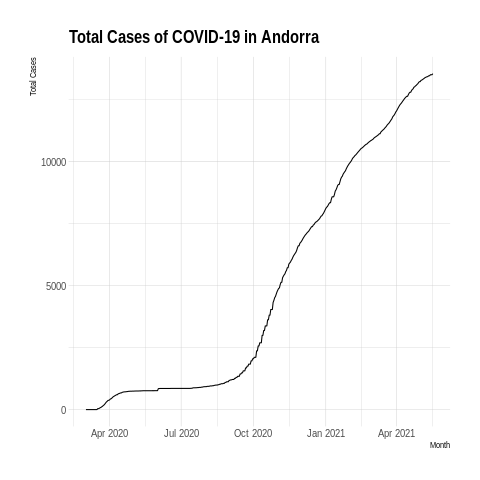 Total Cases of COVID-19 in Andorra
Total Cases
10000
5000
0
Apr 2020 Jul 2020 Oct 2020 Jan 2021 Apr 2021
Month